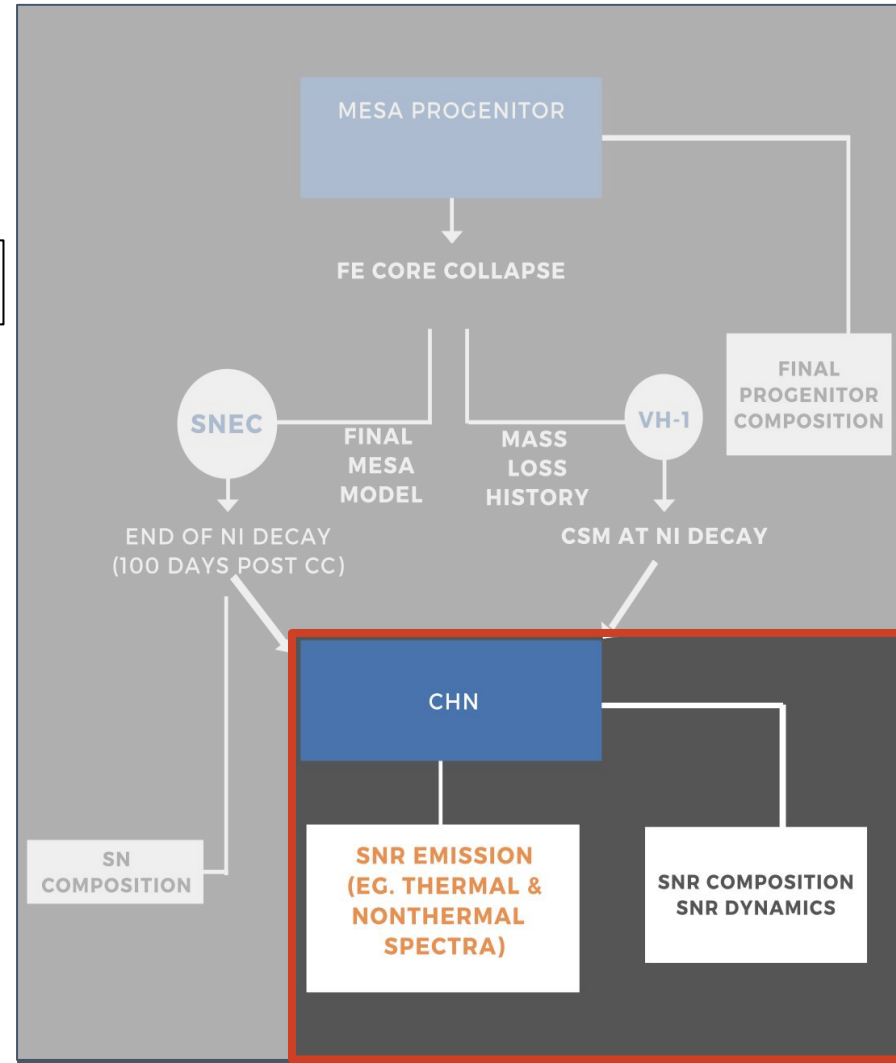 MESA PROGENITOR
FE CORE COLLAPSE
FINAL
PROGENITOR
COMPOSITION
SNEC
FINAL
MESA
MODEL
MASS
LOSS
HISTORY
VH-1
END OF NI DECAY
(100 DAYS POST CC)
CSM AT NI DECAY
CHN
SN
COMPOSITION
SNR EMISSION
(EG. THERMAL &
NONTHERMAL
SPECTRA)
SNR COMPOSITION
SNR DYNAMICS